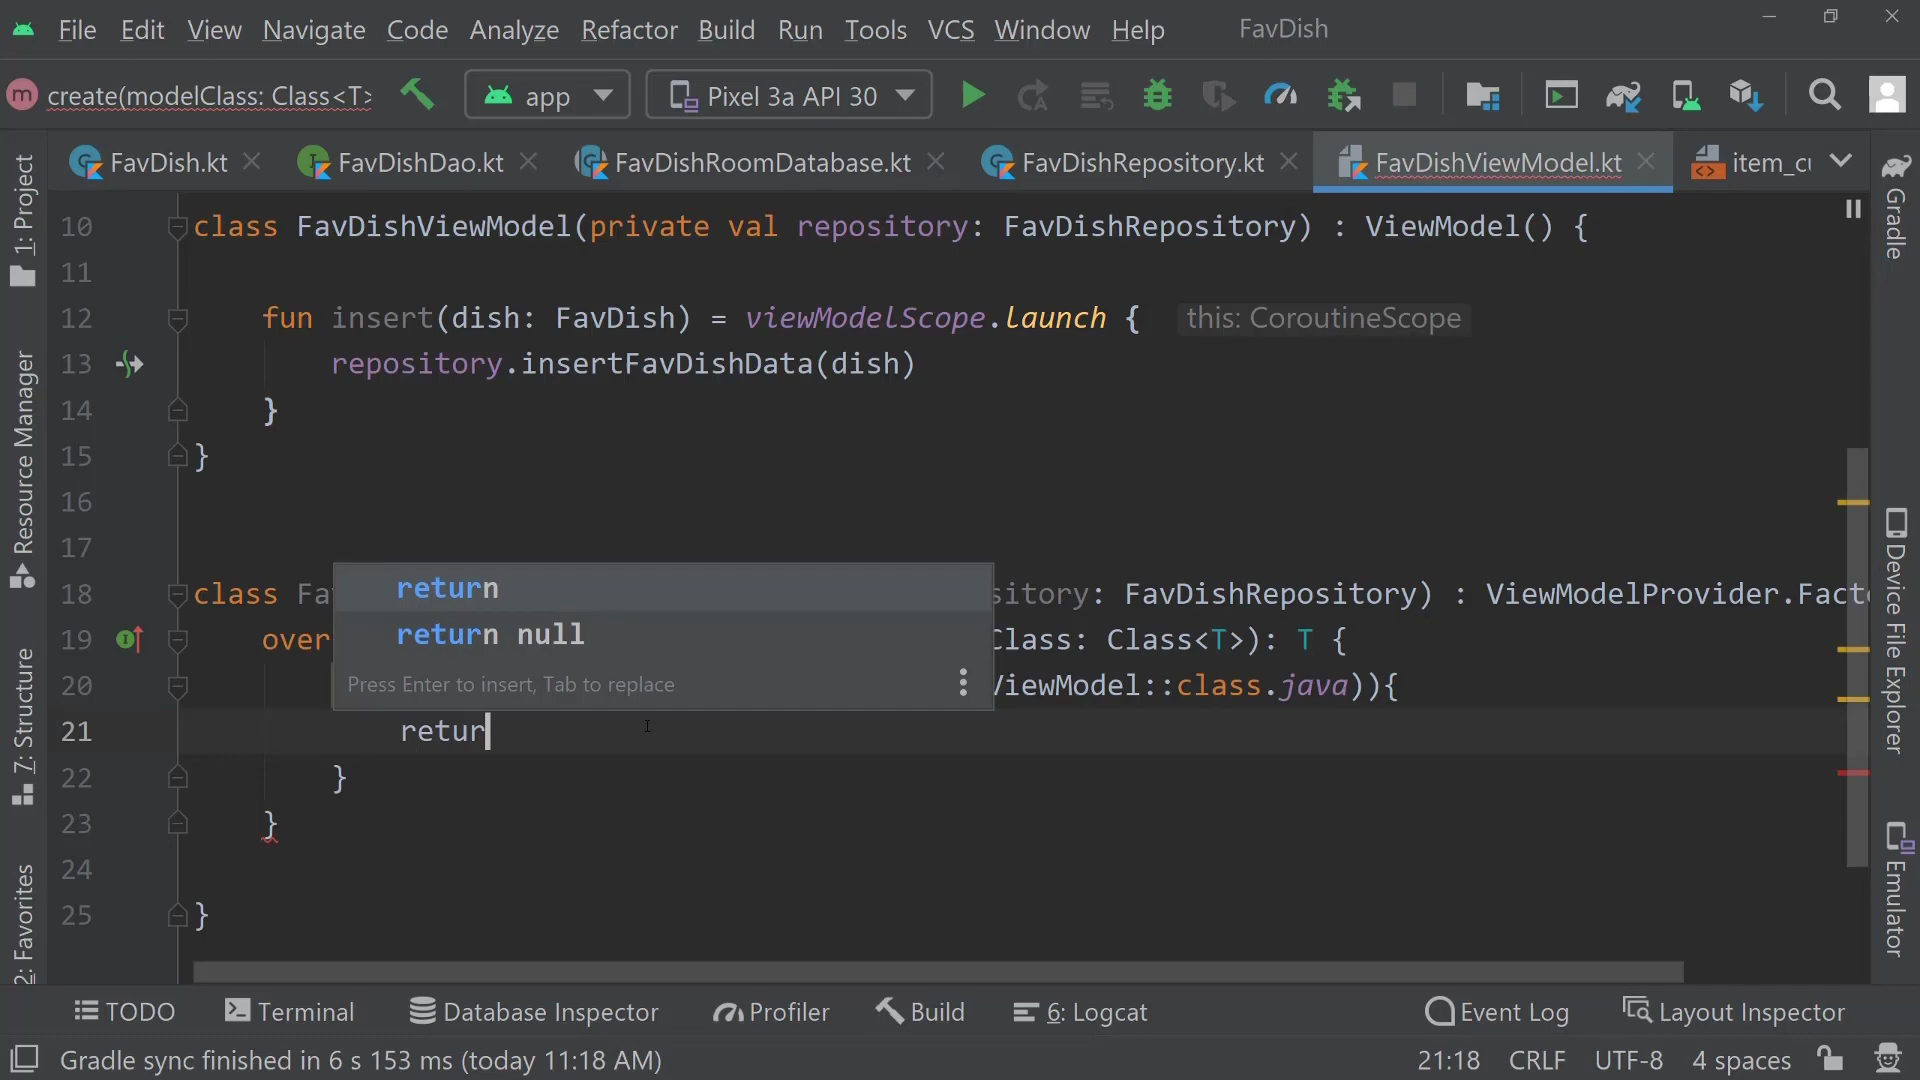 File Edit View Navigate Code Analyze Refactor Build Run Tools VCS Window Help FavDish
m create(modelClass: Class<T> app Pixel 3a API 30
FavDish.kt FavDishDao.kt FavDishRoomDatabase.kt FavDishRepository.kt FavDishViewModel.kt item_cu
1: Project
Resource Manager
7: Structure
2: Favorites
10 class FavDishViewModel(private val repository: FavDishRepository) : ViewModel() {
11
12 fun insert(dish: FavDish) = viewModelScope.launch { this: CoroutineScope
13 repository.insertFavDishData(dish)
14 }
15 }
16
17
18 class Fa sitory: FavDishRepository) : ViewModelProvider.Facto
19 over Class: Class<T>): T {
20 ViewModel::class.java)){
return
return null
Press Enter to insert, Tab to replace
21 retur
22 }
23 }
24
25 }
Gradle
Device File Explorer
Emulator
TODO Terminal Database Inspector Profiler Build 6: Logcat Event Log Layout Inspector
Gradle sync finished in 6 s 153 ms (today 11:18 AM) 21:18 CRLF UTF-8 4 spaces